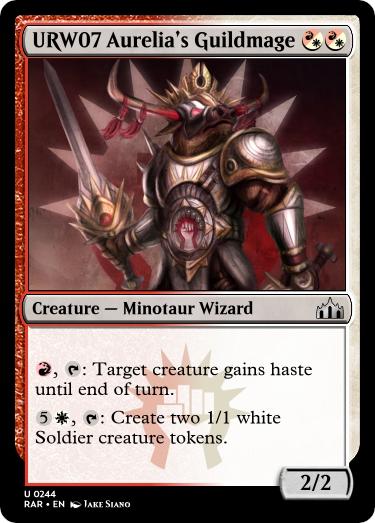 URW07 Aurelia's Guildmage
Creature — Minotaur Wizard
: Target creature gains haste
until end of turn.
5 : Create two 1/1 white
Soldier creature tokens.
2/2
U 0244
RAR • EN Jake Siano